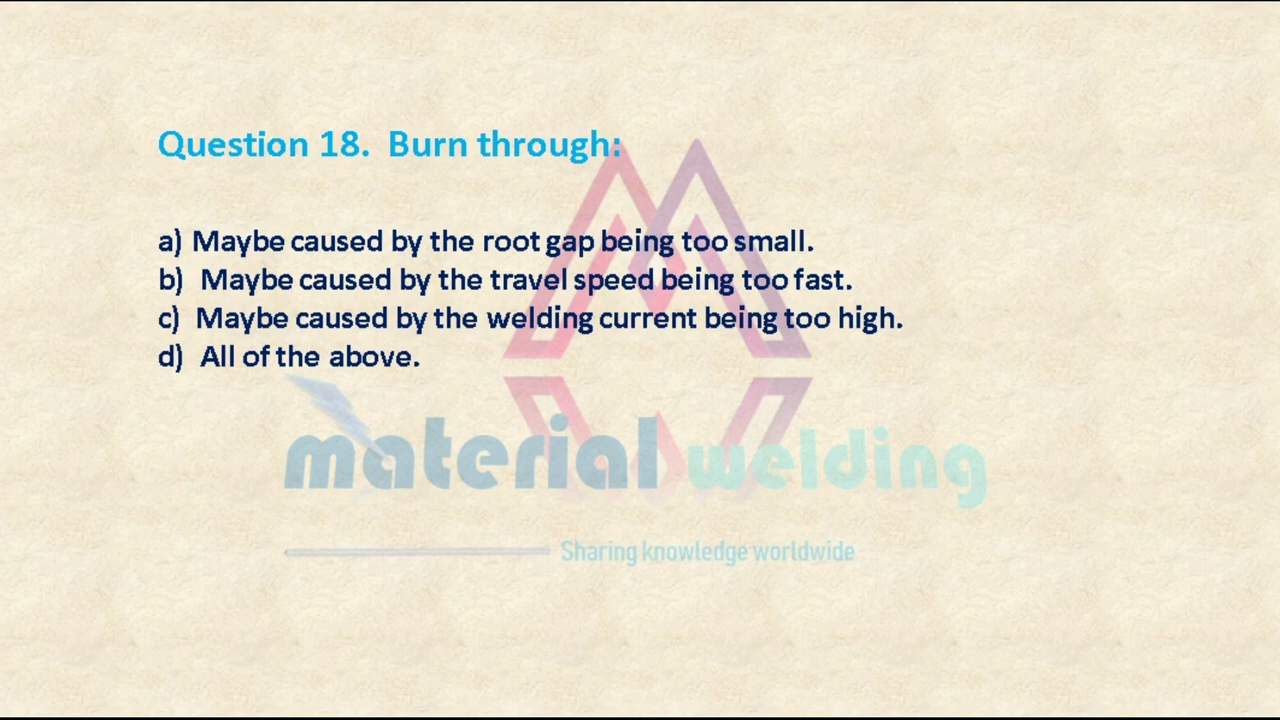 Question 18. Burn through:
a) Maybe caused by the root gap being too small.
b) Maybe caused by the travel speed being too fast.
c) Maybe caused by the welding current being too high.
d) All of the above.
material welding
Sharing knowledge worldwide